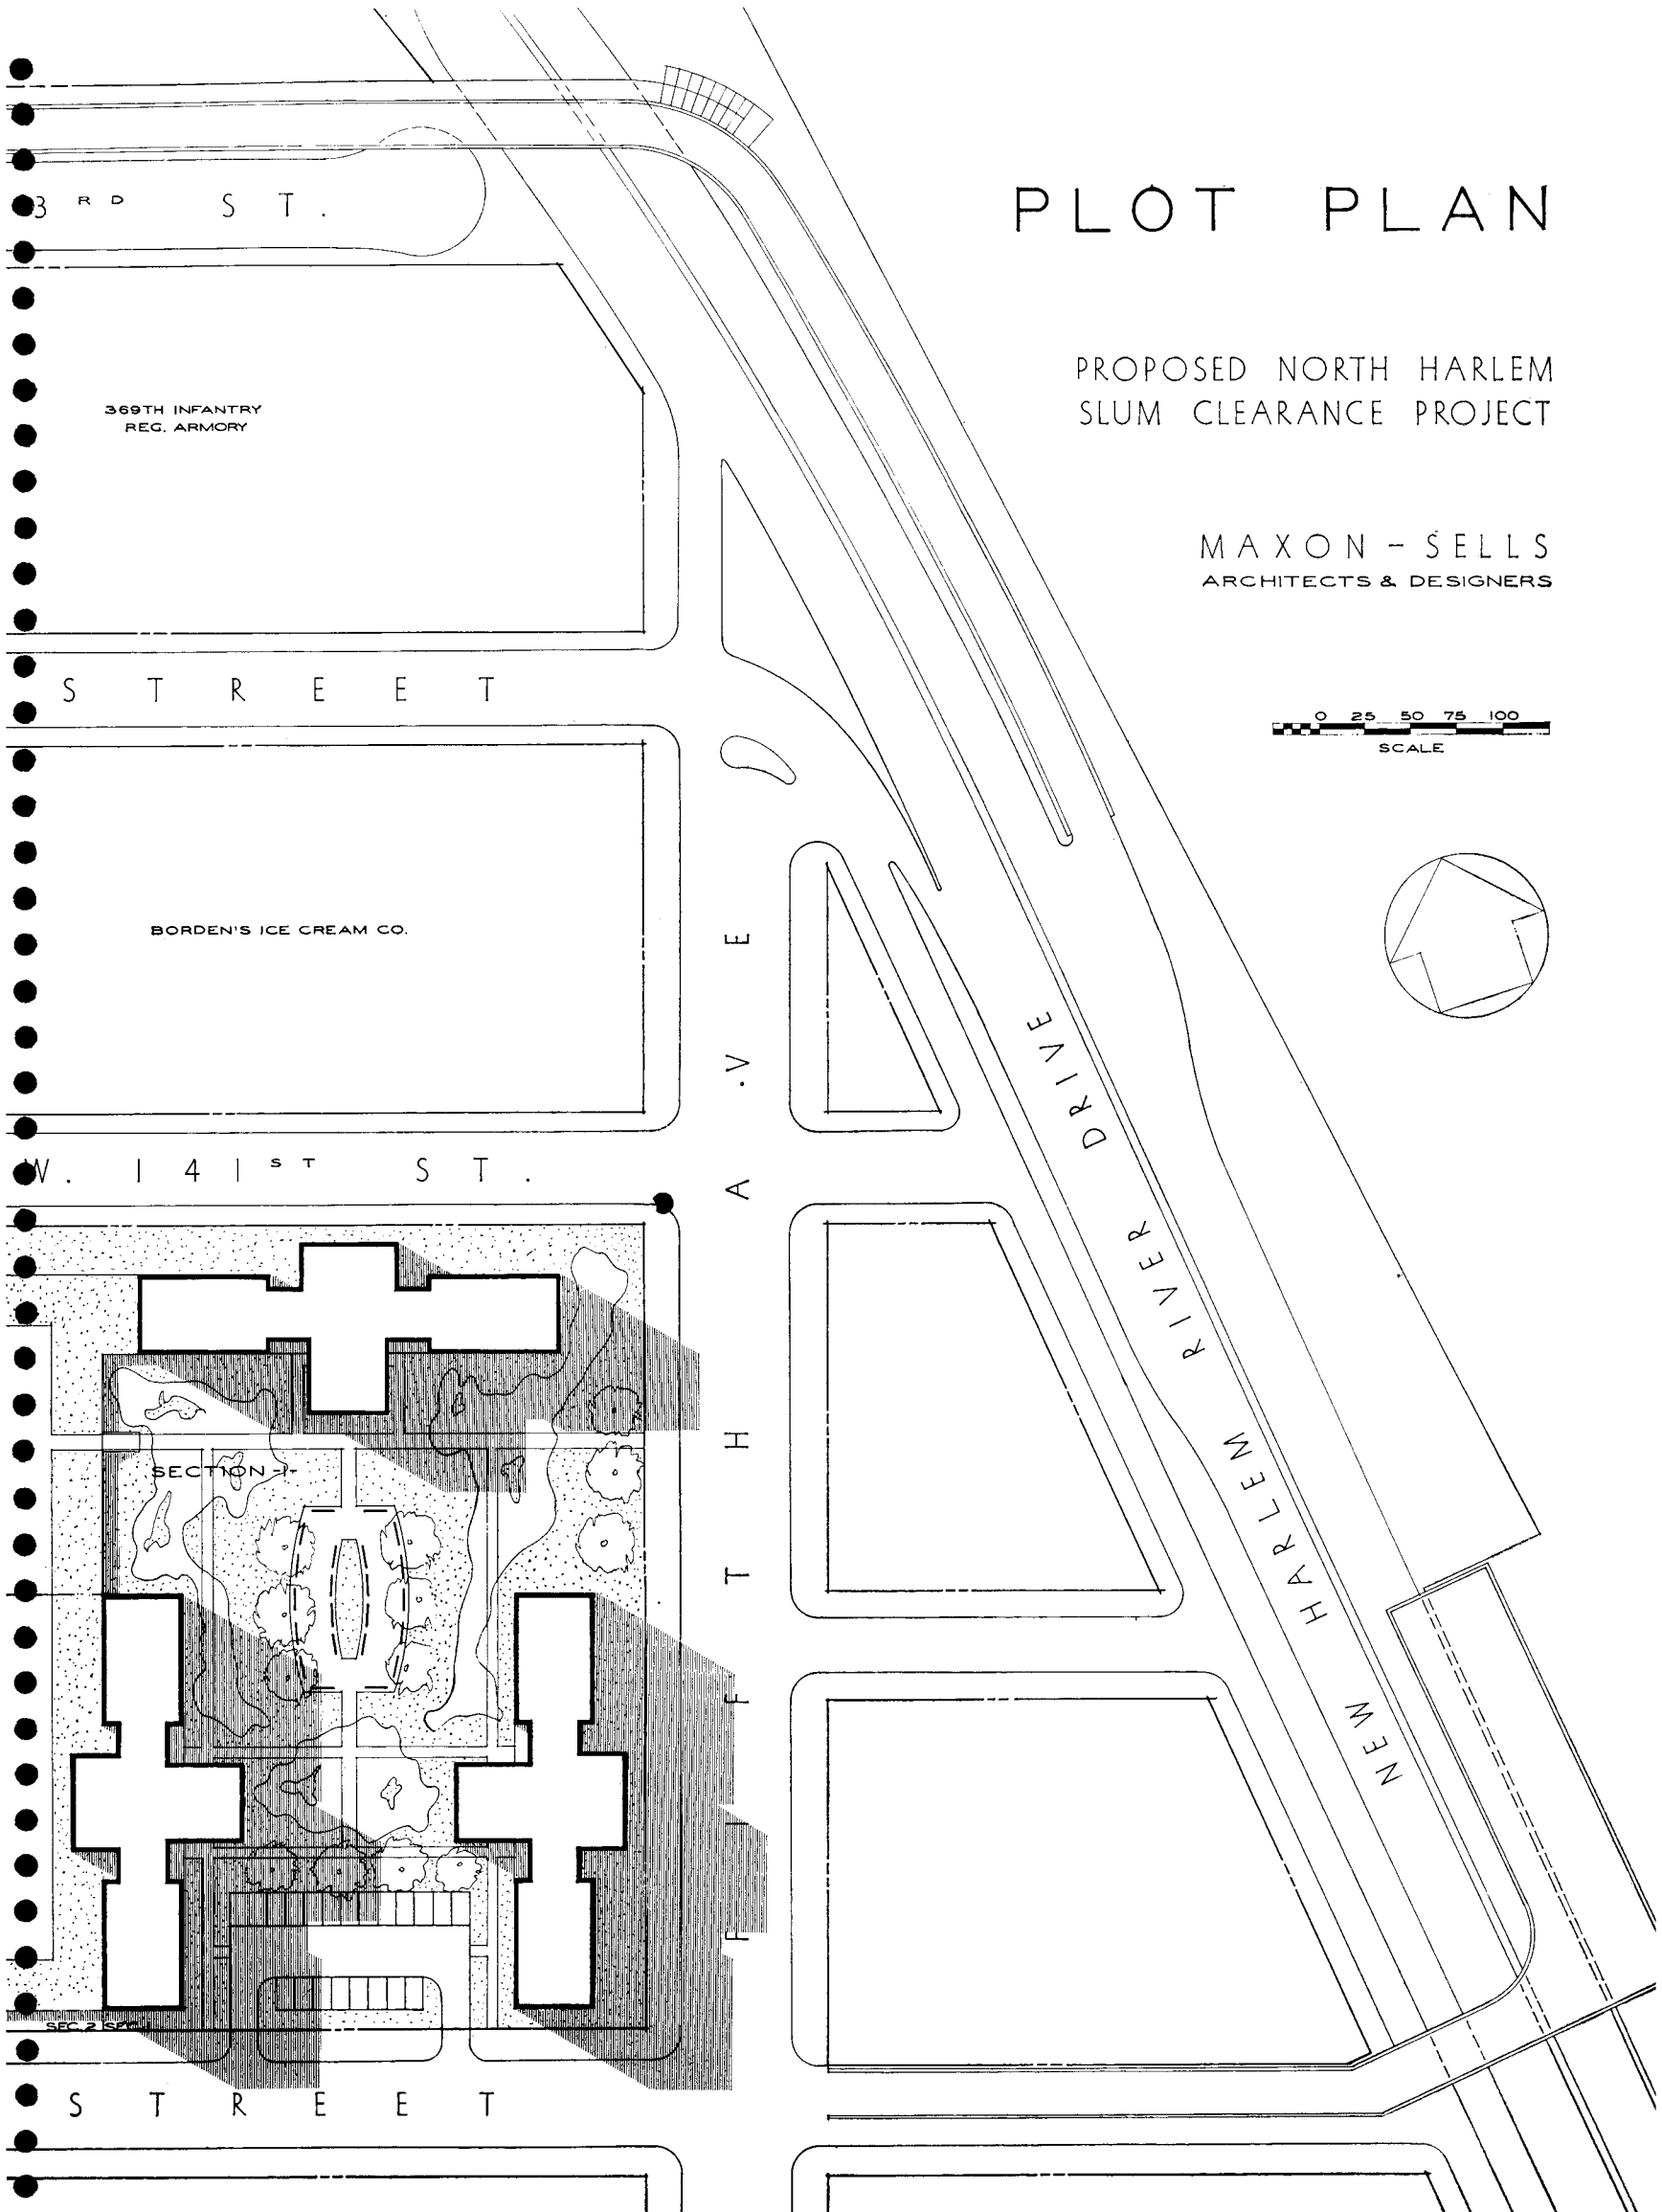 PLOT PLAN
PROPOSED NORTH HARLEM
SLUM CLEARANCE PROJECT
MAXON - SELLS
ARCHITECTS & DESIGNERS
0 25 50 75 100
SCALE
3RD ST.
369TH INFANTRY
REG. ARMORY
STREET
BORDEN'S ICE CREAM CO.
W. 141ST ST.
SECTION -1-
SEC. 2
STREET
FIFTH AVE.
NEW HARLEM RIVER DRIVE